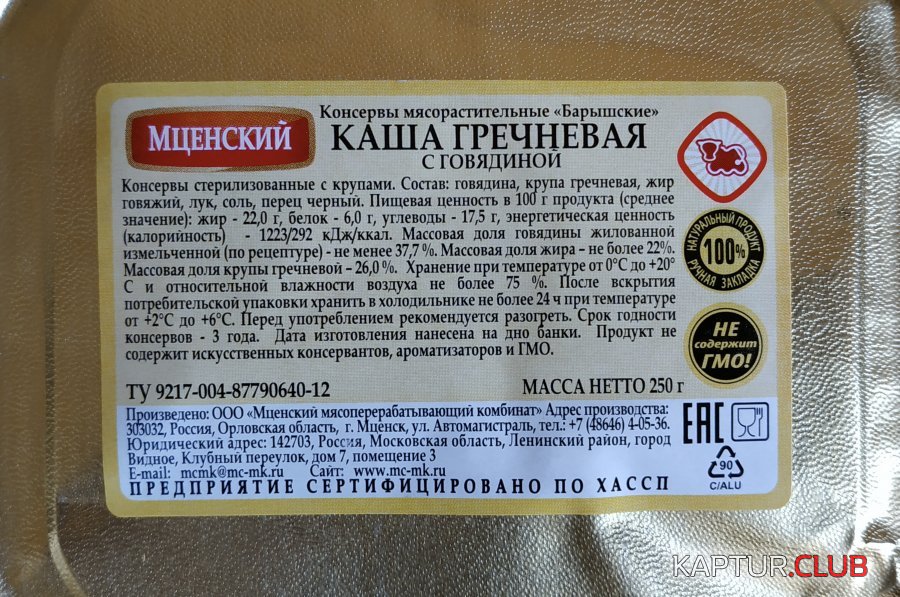 Консервы мясорастительные «Барышские»
МЦЕНСКИЙ
КАША ГРЕЧНЕВАЯ
С ГОВЯДИНОЙ
Консервы стерилизованные с крупами. Состав: говядина, крупа гречневая, жир
говяжий, лук, соль, перец черный. Пищевая ценность в 100 г продукта (среднее
значение): жир - 22,0 г, белок - 6,0 г, углеводы - 17,5 г, энергетическая ценность
(калорийность) - 1223/292 кДж/ккал. Массовая доля говядины жилованной
измельченной (по рецептуре) - не менее 37,7 %. Массовая доля жира – не более 22%.
Массовая доля крупы гречневой – 26,0 %. Хранение при температуре от 0°С до +20°
С и относительной влажности воздуха не более 75 %. После вскрытия
потребительской упаковки хранить в холодильнике не более 24 ч при температуре
от +2°С до +6°С. Перед употреблением рекомендуется разогреть. Срок годности
консервов - 3 года. Дата изготовления нанесена на дно банки. Продукт не
содержит искусственных консервантов, ароматизаторов и ГМО.
НАТУРАЛЬНЫЙ ПРОДУКТ
100%
РУЧНАЯ ЗАКЛАДКА
НЕ
содержит
ГМО!
ТУ 9217-004-87790640-12
МАССА НЕТТО 250 г
Произведено: ООО «Мценский мясоперерабатывающий комбинат» Адрес производства:
303032, Россия, Орловская область, г. Мценск, ул. Автомагистраль, тел.: +7 (48646) 4-05-36.
Юридический адрес: 142703, Россия, Московская область, Ленинский район, город
Видное, Клубный переулок, дом 7, помещение 3
E-mail: mcmk@mc-mk.ru Сайт: www.mc-mk.ru
ПРЕДПРИЯТИЕ СЕРТИФИЦИРОВАНО ПО ХАССП
EAC
90
C/ALU
KAPTUR.CLUB